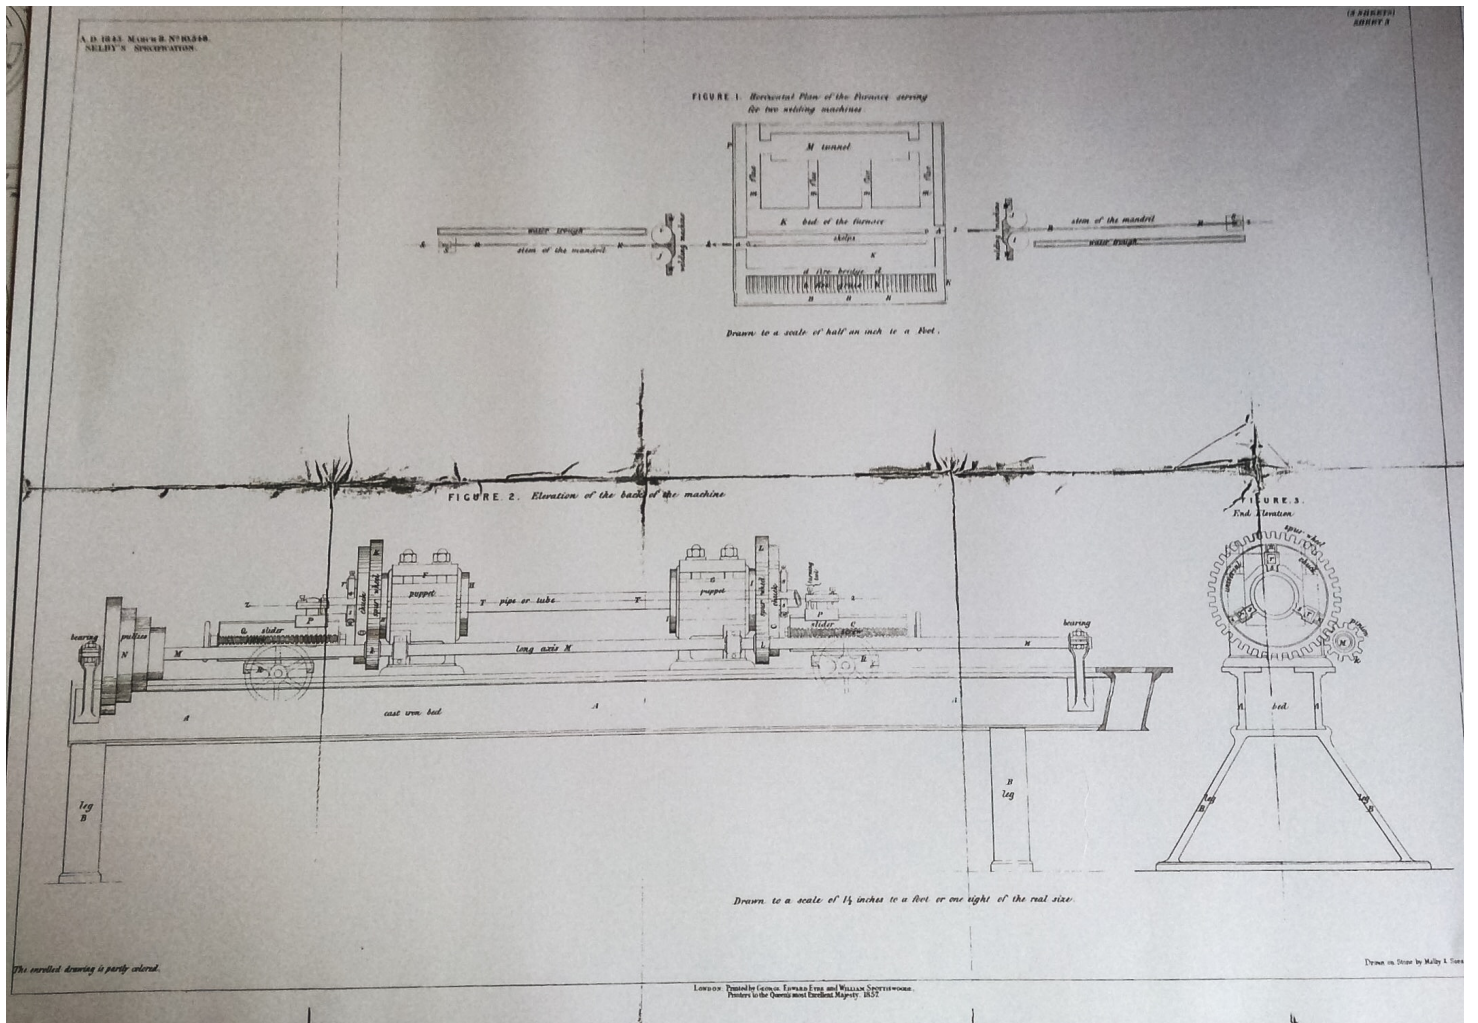 A.D. 1845. MARCH 8. Nº 10,548.
SELBY'S SPECIFICATION.
(3 SHEETS)
SHEET 3
FIGURE 1. Horizontal Plan of the Furnace serving
for two welding machines.
P
M tunnel
flue
flue
flue
flue
K bed of the furnace
skelps
K
d fire bridge d
fire grate
B H H
K
water trough
stem of the mandril
welding machine
welding machine
stem of the mandril
B
water trough
Drawn to a scale of half an inch to a Foot.
FIGURE. 2. Elevation of the back of the machine
FIGURE. 3.
End Elevation
bearing
pullies
N
M
Q slider
P
R
chuck
spur wheel
K
F
puppet
H
T pipe or tube T
long axis M
G
puppet
L
spur wheel
chuck
turning tool
P
slider
R
M
bearing
A
cast iron bed
A
A
leg
B
B
leg
spur wheel
universal chuck
pinion
M
A bed A
leg
B
leg
B
Drawn to a scale of 1½ inches to a foot or one eight of the real size.
The enrolled drawing is partly colored.
Drawn on Stone by Malby & Sons
LONDON. Printed by GEORGE EDWARD EYRE and WILLIAM SPOTTISWOODE,
Printers to the Queen's most Excellent Majesty. 1857